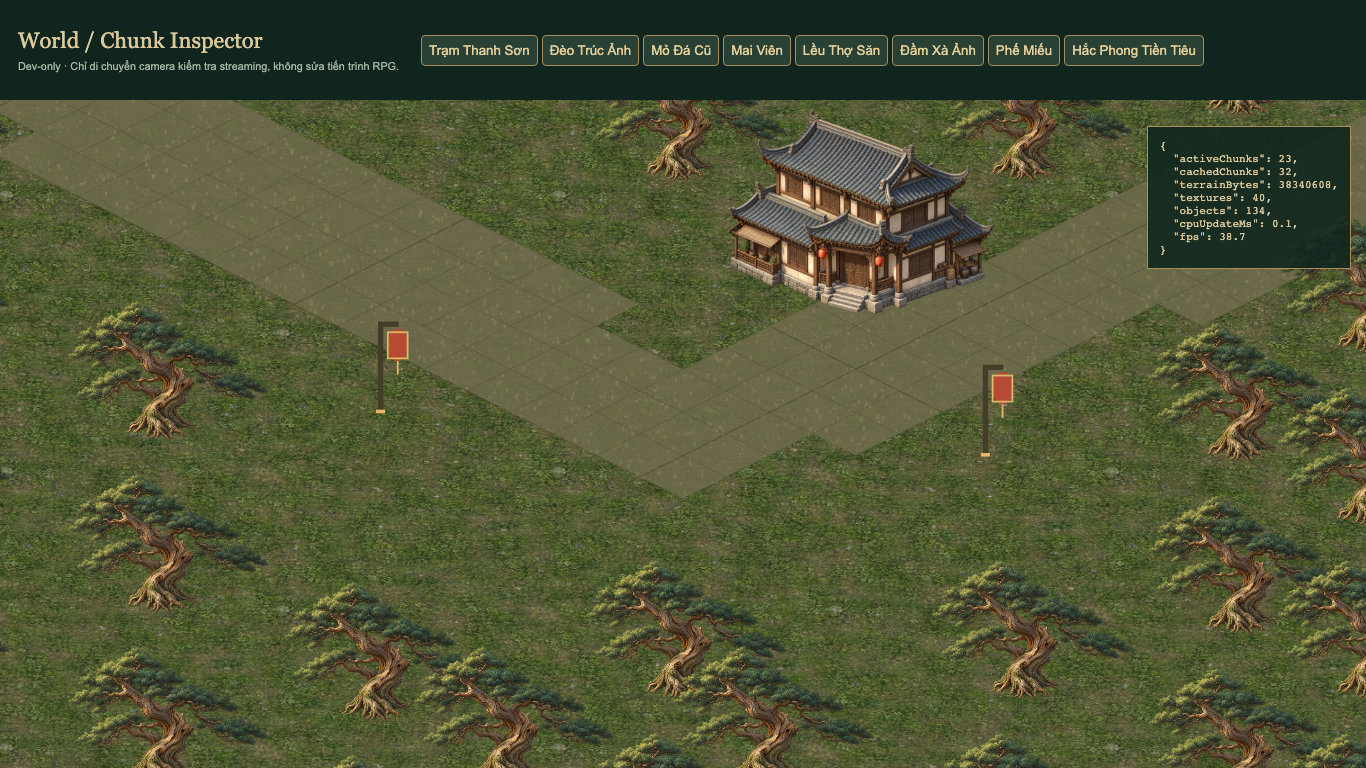 World / Chunk Inspector
Dev-only · Chỉ di chuyển camera kiểm tra streaming, không sửa tiến trình RPG.
Trạm Thanh Sơn
Đèo Trúc Ảnh
Mỏ Đá Cũ
Mai Viên
Lều Thợ Săn
Đầm Xà Ảnh
Phế Miếu
Hắc Phong Tiền Tiêu
{
"activeChunks": 23,
"cachedChunks": 32,
"terrainBytes": 38340608,
"textures": 40,
"objects": 134,
"cpuUpdateMs": 0.1,
"fps": 38.7
}